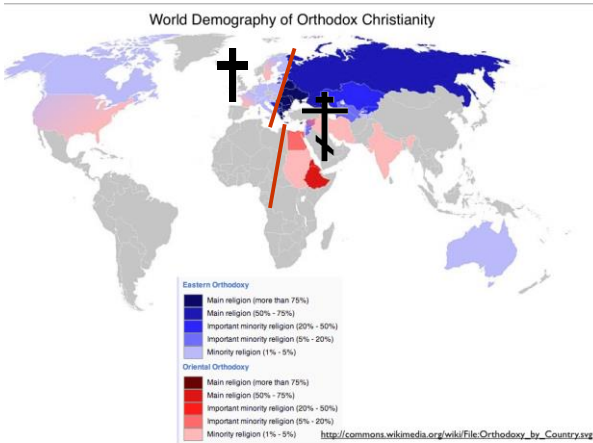 World Demography of Orthodox Christianity
Eastern Orthodoxy
Main religion (more than 75%)
Main religion (50% - 75%)
Important minority religion (20% - 50%)
Important minority religion (5% - 20%)
Minority religion (1% - 5%)
Oriental Orthodoxy
Main religion (more than 75%)
Main religion (50% - 75%)
Important minority religion (20% - 50%)
Important minority religion (5% - 20%)
Minority religion (1% - 5%)
http://commons.wikimedia.org/wiki/File:Orthodoxy_by_Country.svg